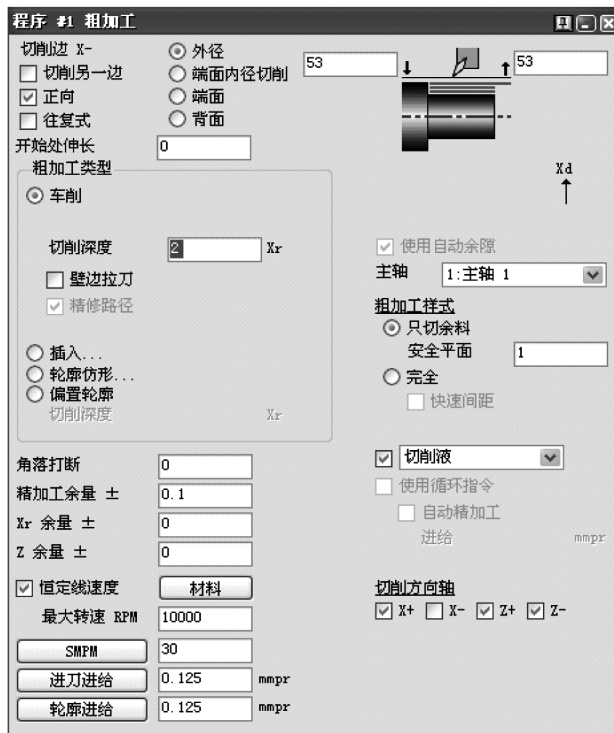 程序 #1 粗加工
切削边 X-
切削另一边
正向
往复式
外径
端面内径切削
端面
背面
53
53
开始处伸长
0
Xd
粗加工类型
车削
切削深度
2
Xr
壁边拉刀
精修路径
插入...
轮廓仿形...
偏置轮廓
切削深度
Xr
使用自动余隙
主轴
1:主轴 1
粗加工样式
只切余料
安全平面
1
完全
快速间距
切削液
使用循环指令
自动精加工
进给
mmpr
角落打断
0
精加工余量 ±
0.1
Xr 余量 ±
0
Z 余量 ±
0
恒定线速度
材料
最大转速 RPM
10000
SMPM
30
进刀进给
0.125
mmpr
轮廓进给
0.125
mmpr
切削方向轴
X+ X- Z+ Z-